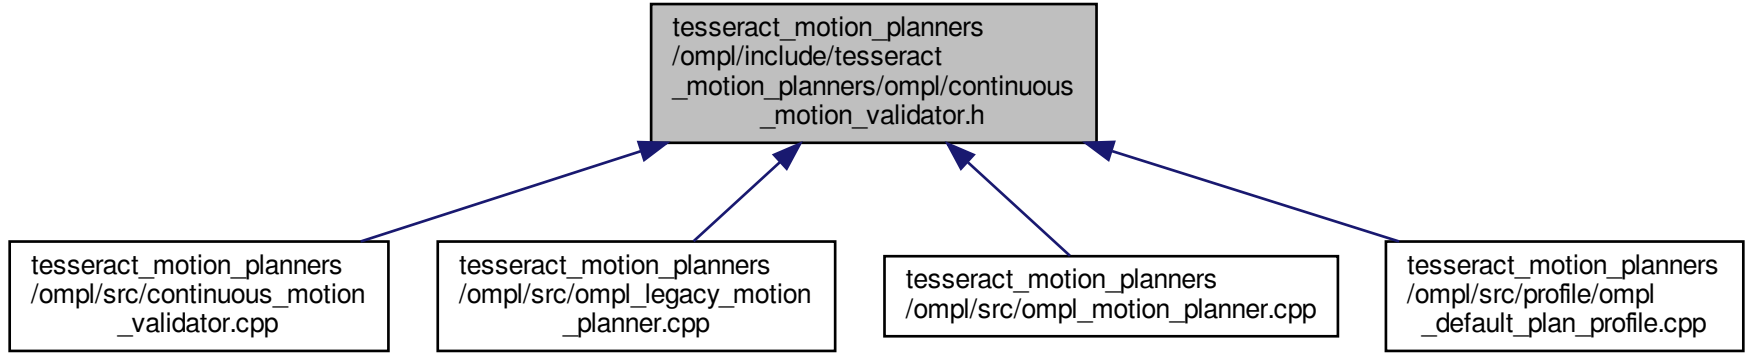 tesseract_motion_planners
/ompl/include/tesseract
_motion_planners/ompl/continuous
_motion_validator.h
tesseract_motion_planners
/ompl/src/continuous_motion
_validator.cpp
tesseract_motion_planners
/ompl/src/ompl_legacy_motion
_planner.cpp
tesseract_motion_planners
/ompl/src/ompl_motion_planner.cpp
tesseract_motion_planners
/ompl/src/profile/ompl
_default_plan_profile.cpp